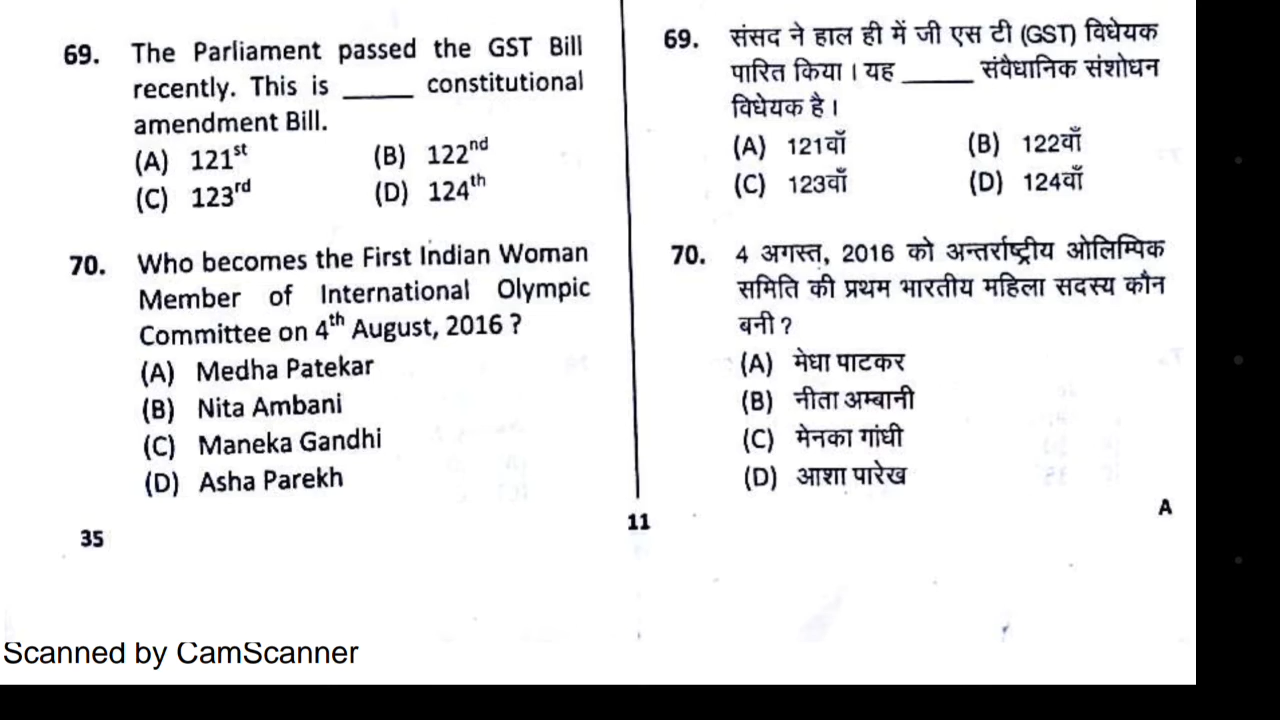 69. The Parliament passed the GST Bill
recently. This is _____ constitutional
amendment Bill.
(A) 121st (B) 122nd
(C) 123rd (D) 124th
70. Who becomes the First Indian Woman
Member of International Olympic
Committee on 4th August, 2016 ?
(A) Medha Patekar
(B) Nita Ambani
(C) Maneka Gandhi
(D) Asha Parekh
35
69. संसद ने हाल ही में जी एस टी (GST) विधेयक
पारित किया । यह _____ संवैधानिक संशोधन
विधेयक है ।
(A) 121वाँ (B) 122वाँ
(C) 123वाँ (D) 124वाँ
70. 4 अगस्त, 2016 को अन्तर्राष्ट्रीय ओलिम्पिक
समिति की प्रथम भारतीय महिला सदस्य कौन
बनी ?
(A) मेधा पाटकर
(B) नीता अम्बानी
(C) मेनका गांधी
(D) आशा पारेख
11
A
Scanned by CamScanner